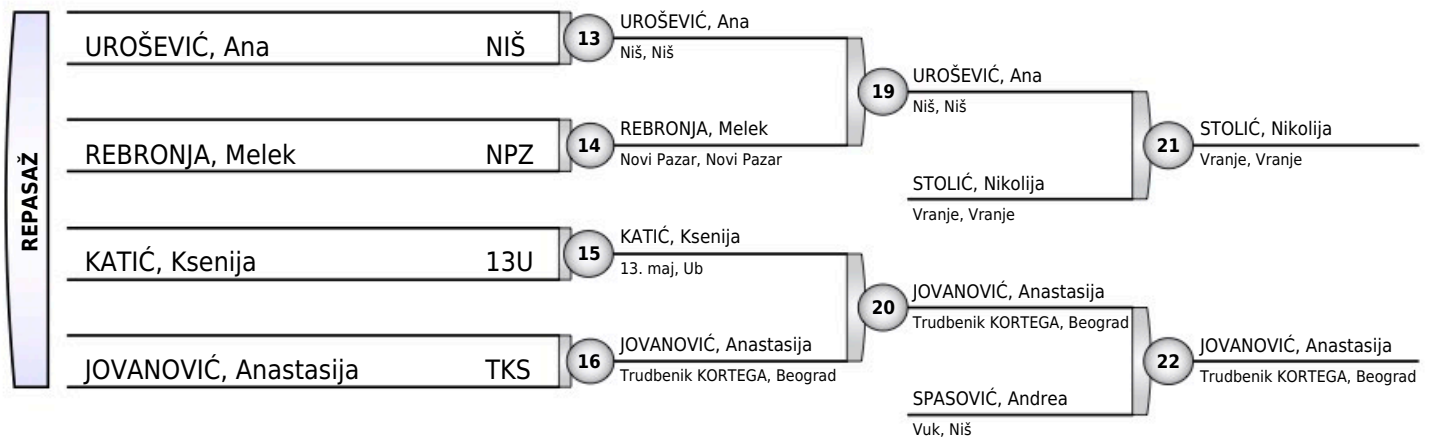 REPASAŽ
UROŠEVIĆ, Ana NIŠ
REBRONJA, Melek NPZ
KATIĆ, Ksenija 13U
JOVANOVIĆ, Anastasija TKS
13
UROŠEVIĆ, Ana
Niš, Niš
14
REBRONJA, Melek
Novi Pazar, Novi Pazar
15
KATIĆ, Ksenija
13. maj, Ub
16
JOVANOVIĆ, Anastasija
Trudbenik KORTEGA, Beograd
19
UROŠEVIĆ, Ana
Niš, Niš
STOLIĆ, Nikolija
Vranje, Vranje
20
JOVANOVIĆ, Anastasija
Trudbenik KORTEGA, Beograd
SPASOVIĆ, Andrea
Vuk, Niš
21
STOLIĆ, Nikolija
Vranje, Vranje
22
JOVANOVIĆ, Anastasija
Trudbenik KORTEGA, Beograd